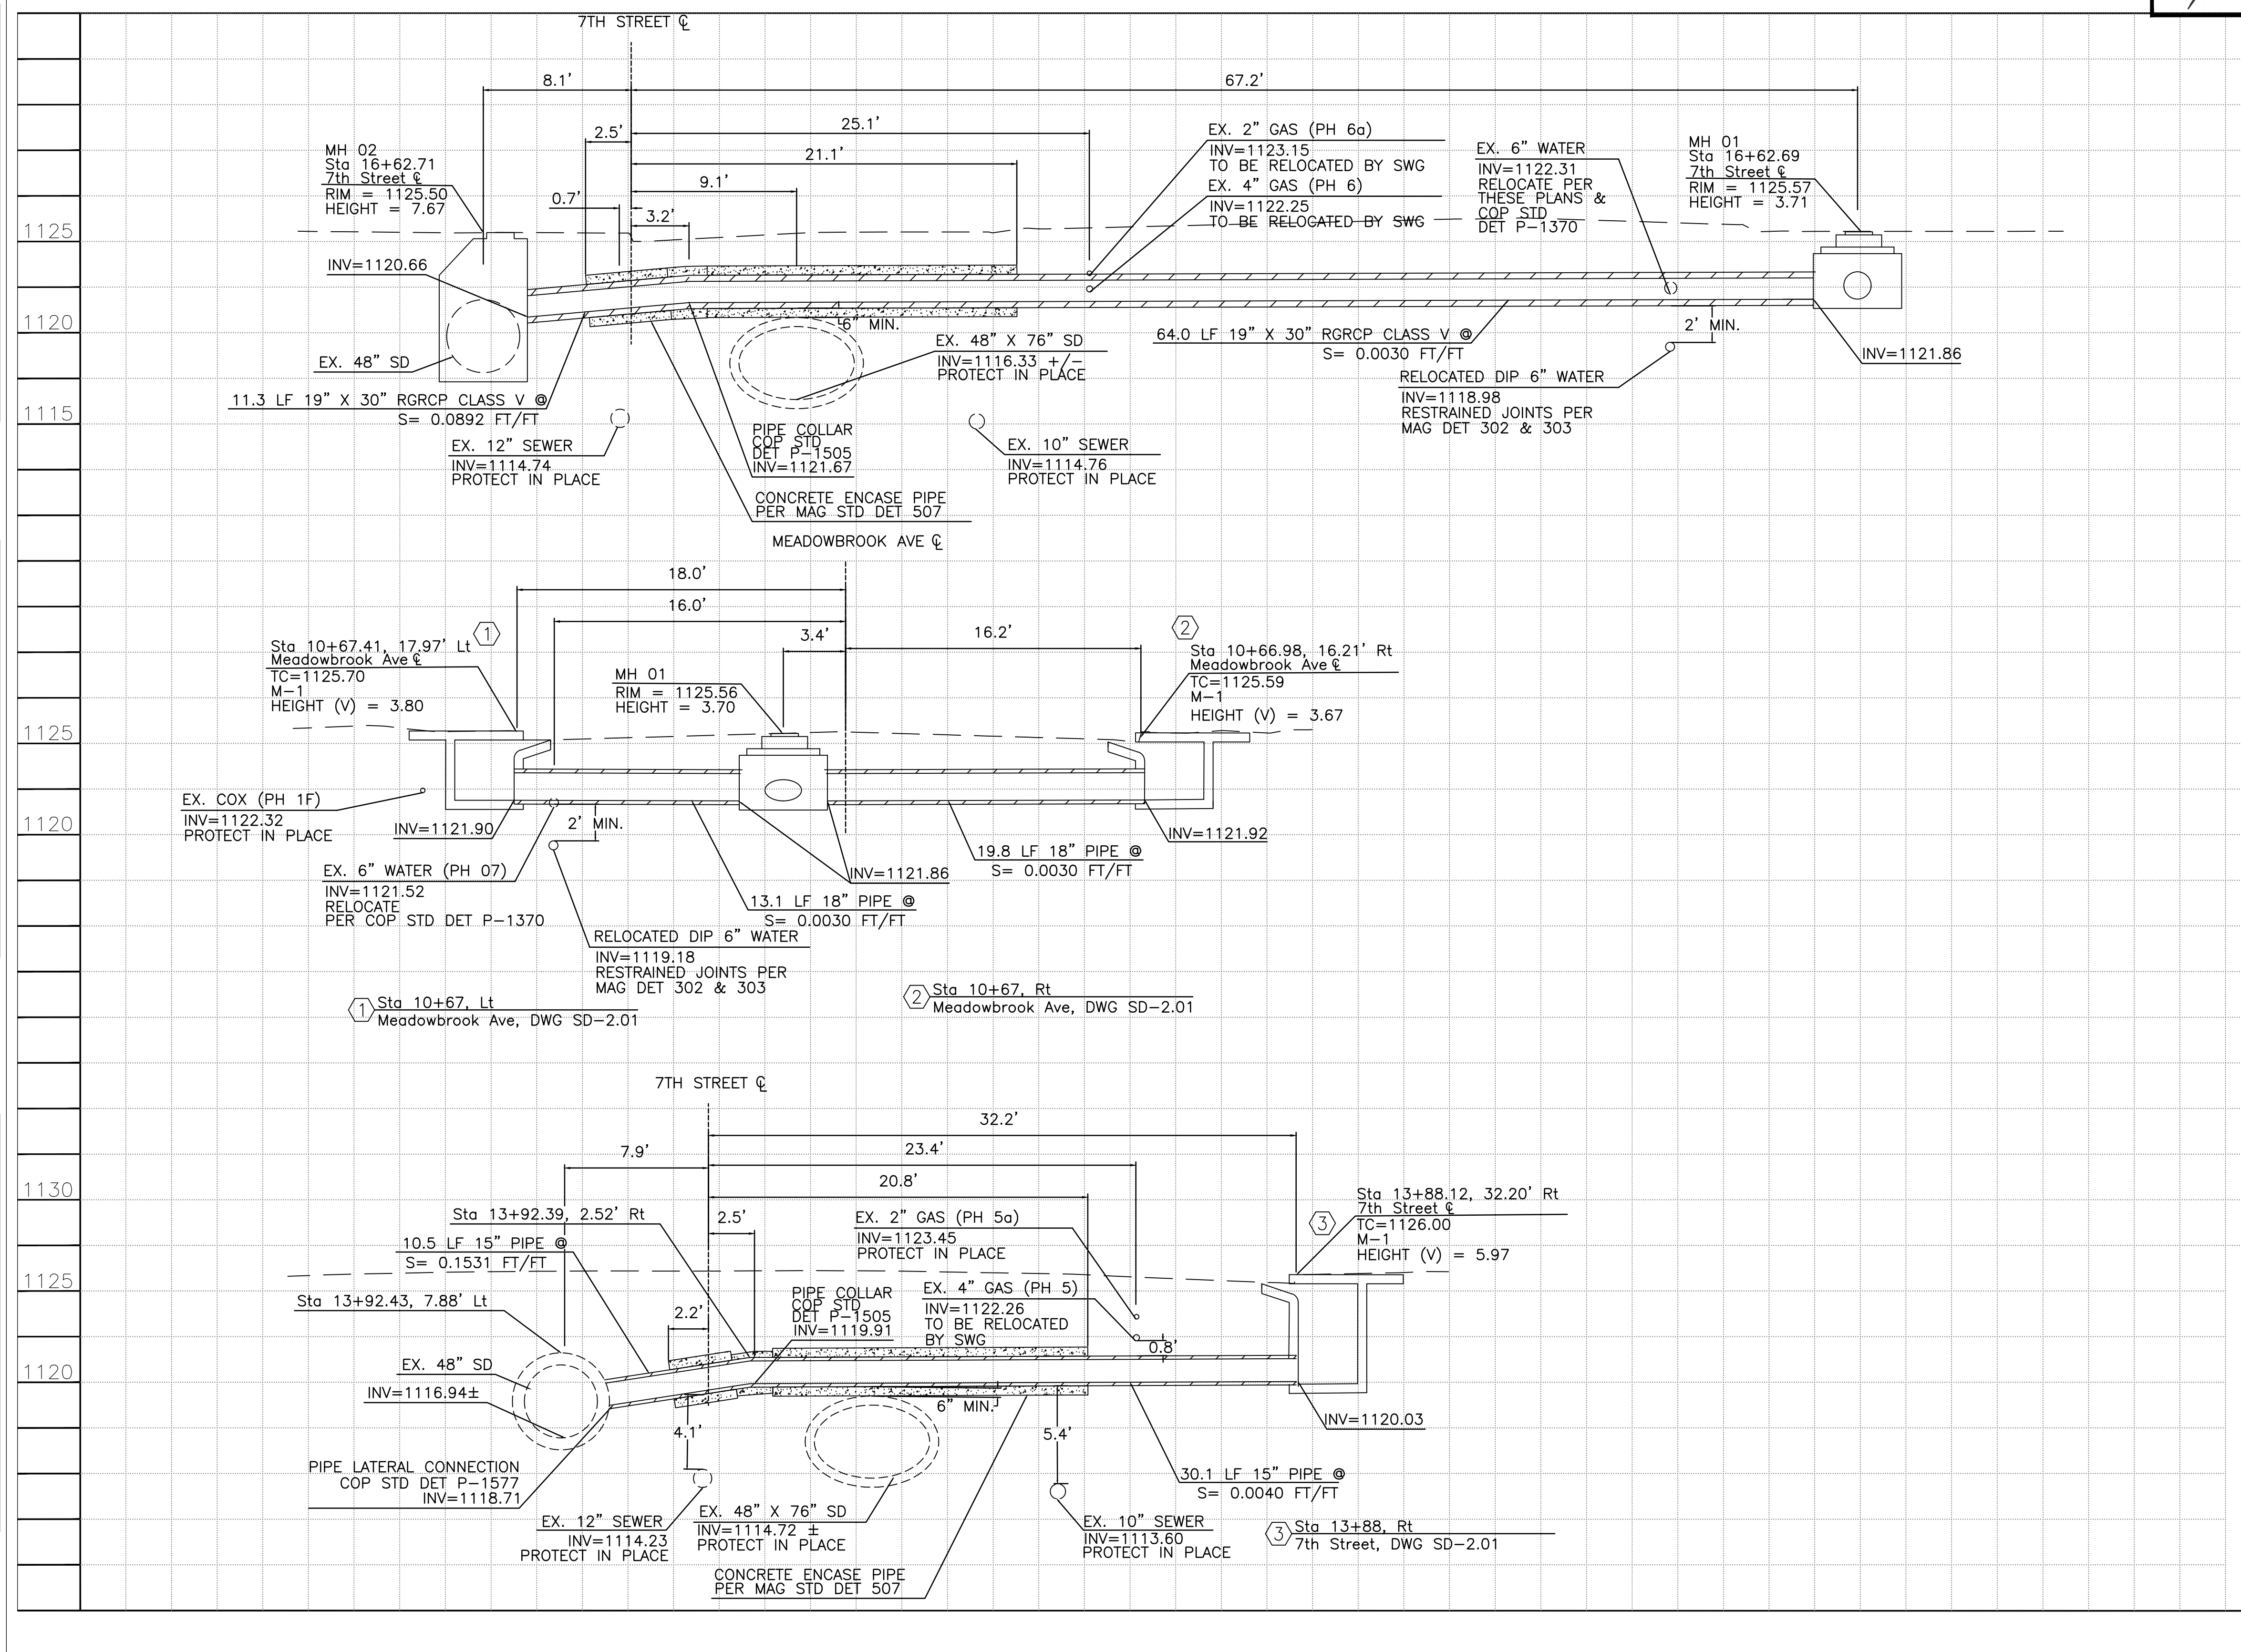 7TH STREET ℄
8.1’
67.2’
25.1’
2.5’
21.1’
9.1’
0.7’
3.2’
MH 02
Sta 16+62.71
7th Street ℄
RIM = 1125.50
HEIGHT = 7.67
EX. 2” GAS (PH 6a)
INV=1123.15
TO BE RELOCATED BY SWG
EX. 4” GAS (PH 6)
INV=1122.25
TO BE RELOCATED BY SWG
EX. 6” WATER
INV=1122.31
RELOCATE PER
THESE PLANS &
COP STD
DET P-1370
MH 01
Sta 16+62.69
7th Street ℄
RIM = 1125.57
HEIGHT = 3.71
1125
INV=1120.66
1120
6” MIN.
EX. 48” SD
EX. 48” X 76” SD
INV=1116.33 +/-
PROTECT IN PLACE
64.0 LF 19” X 30” RGRCP CLASS V @
S= 0.0030 FT/FT
2’ MIN.
INV=1121.86
RELOCATED DIP 6” WATER
INV=1118.98
RESTRAINED JOINTS PER
MAG DET 302 & 303
11.3 LF 19” X 30” RGRCP CLASS V @
S= 0.0892 FT/FT
1115
EX. 12” SEWER
INV=1114.74
PROTECT IN PLACE
PIPE COLLAR
COP STD
DET P-1505
INV=1121.67
EX. 10” SEWER
INV=1114.76
PROTECT IN PLACE
CONCRETE ENCASE PIPE
PER MAG STD DET 507
MEADOWBROOK AVE ℄
18.0’
16.0’
3.4’
16.2’
1
Sta 10+67.41, 17.97’ Lt
Meadowbrook Ave ℄
TC=1125.70
M-1
HEIGHT (V) = 3.80
MH 01
RIM = 1125.56
HEIGHT = 3.70
2
Sta 10+66.98, 16.21’ Rt
Meadowbrook Ave ℄
TC=1125.59
M-1
HEIGHT (V) = 3.67
1125
EX. COX (PH 1F)
INV=1122.32
PROTECT IN PLACE
INV=1121.90
2’ MIN.
1120
INV=1121.92
19.8 LF 18” PIPE @
S= 0.0030 FT/FT
EX. 6” WATER (PH 07)
INV=1121.52
RELOCATE
PER COP STD DET P-1370
INV=1121.86
13.1 LF 18” PIPE @
S= 0.0030 FT/FT
RELOCATED DIP 6” WATER
INV=1119.18
RESTRAINED JOINTS PER
MAG DET 302 & 303
1
Sta 10+67, Lt
Meadowbrook Ave, DWG SD-2.01
2
Sta 10+67, Rt
Meadowbrook Ave, DWG SD-2.01
7TH STREET ℄
32.2’
7.9’
23.4’
20.8’
1130
Sta 13+92.39, 2.52’ Rt
2.5’
EX. 2” GAS (PH 5a)
INV=1123.45
PROTECT IN PLACE
3
Sta 13+88.12, 32.20’ Rt
7th Street ℄
TC=1126.00
M-1
HEIGHT (V) = 5.97
10.5 LF 15” PIPE @
S= 0.1531 FT/FT
1125
Sta 13+92.43, 7.88’ Lt
2.2’
PIPE COLLAR
COP STD
DET P-1505
INV=1119.91
EX. 4” GAS (PH 5)
INV=1122.26
TO BE RELOCATED
BY SWG
0.8’
EX. 48” SD
INV=1116.94±
1120
6” MIN.
4.1’
5.4’
INV=1120.03
PIPE LATERAL CONNECTION
COP STD DET P-1577
INV=1118.71
30.1 LF 15” PIPE @
S= 0.0040 FT/FT
EX. 12” SEWER
INV=1114.23
PROTECT IN PLACE
EX. 48” X 76” SD
INV=1114.72 ±
PROTECT IN PLACE
EX. 10” SEWER
INV=1113.60
PROTECT IN PLACE
3
Sta 13+88, Rt
7th Street, DWG SD-2.01
CONCRETE ENCASE PIPE
PER MAG STD DET 507